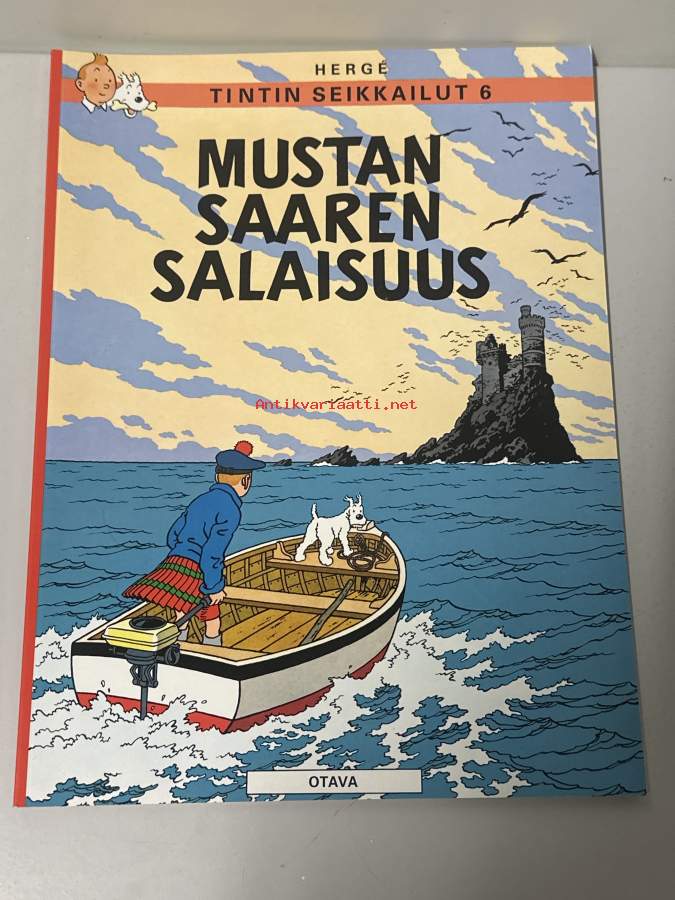 HERGÉ
TINTIN SEIKKAILUT 6
MUSTAN
SAAREN
SALAISUUS
Antikvariaatti.net
OTAVA